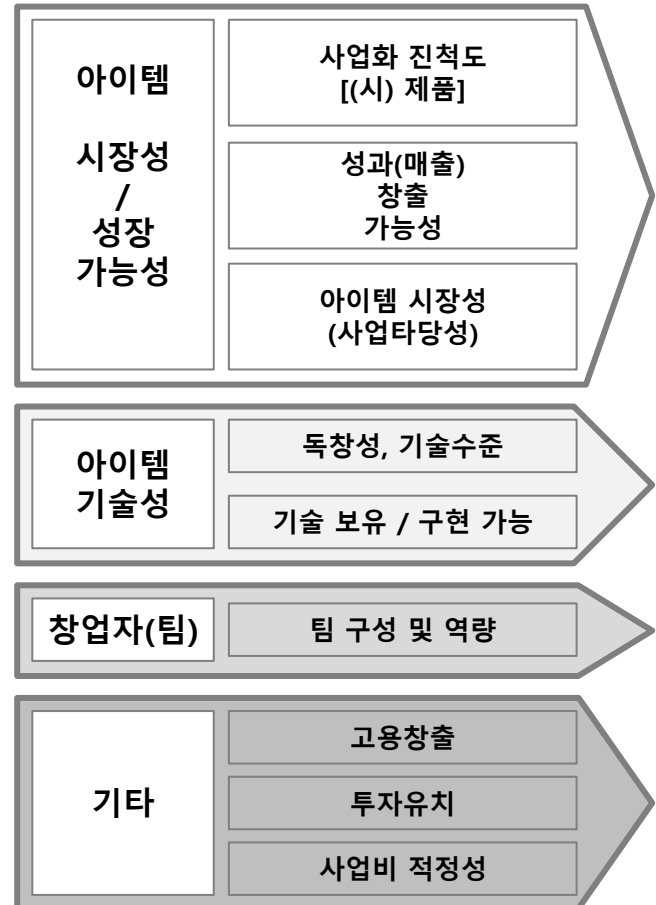 아이템
시장성
/
성장
가능성
사업화 진척도
[(시) 제품]
성과(매출)
창출
가능성
아이템 시장성
(사업타당성)
아이템
기술성
독창성, 기술수준
기술 보유 / 구현 가능
창업자(팀)
팀 구성 및 역량
기타
고용창출
투자유치
사업비 적정성